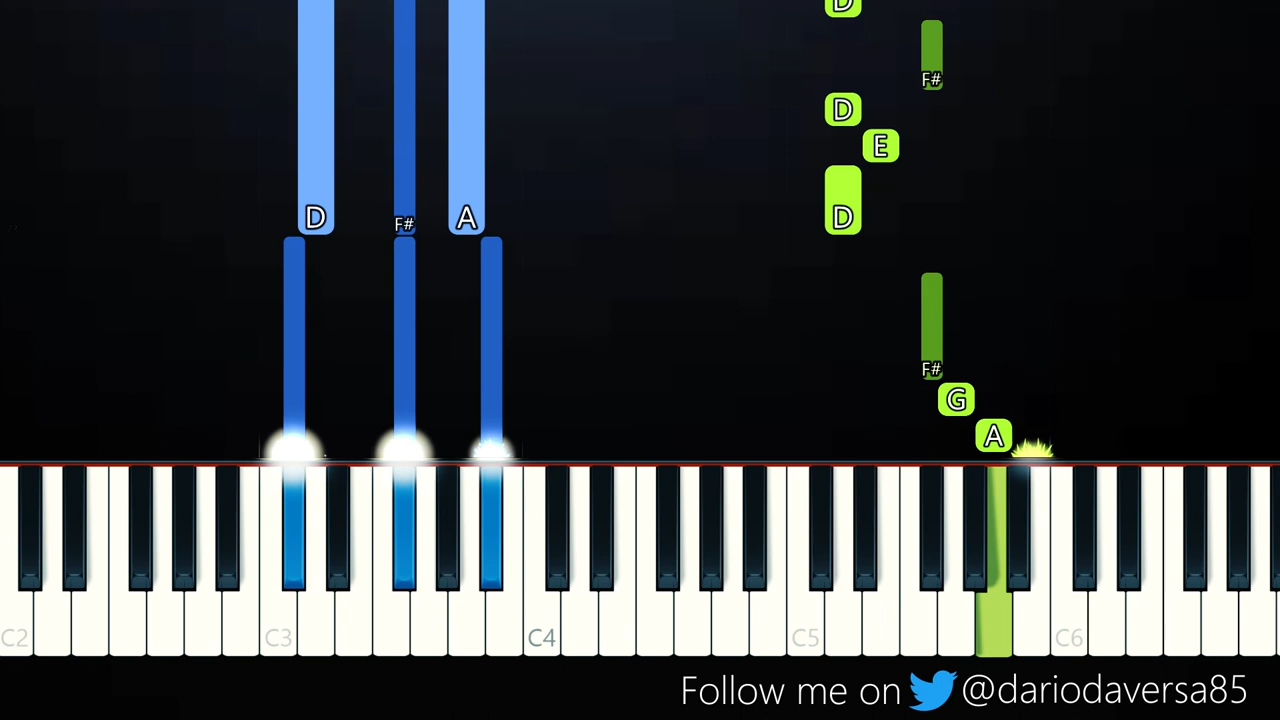 D
F#
D
E
D F# A D
F#
G
A
C2 C3 C4 C5 C6
Follow me on @dariodaversa85